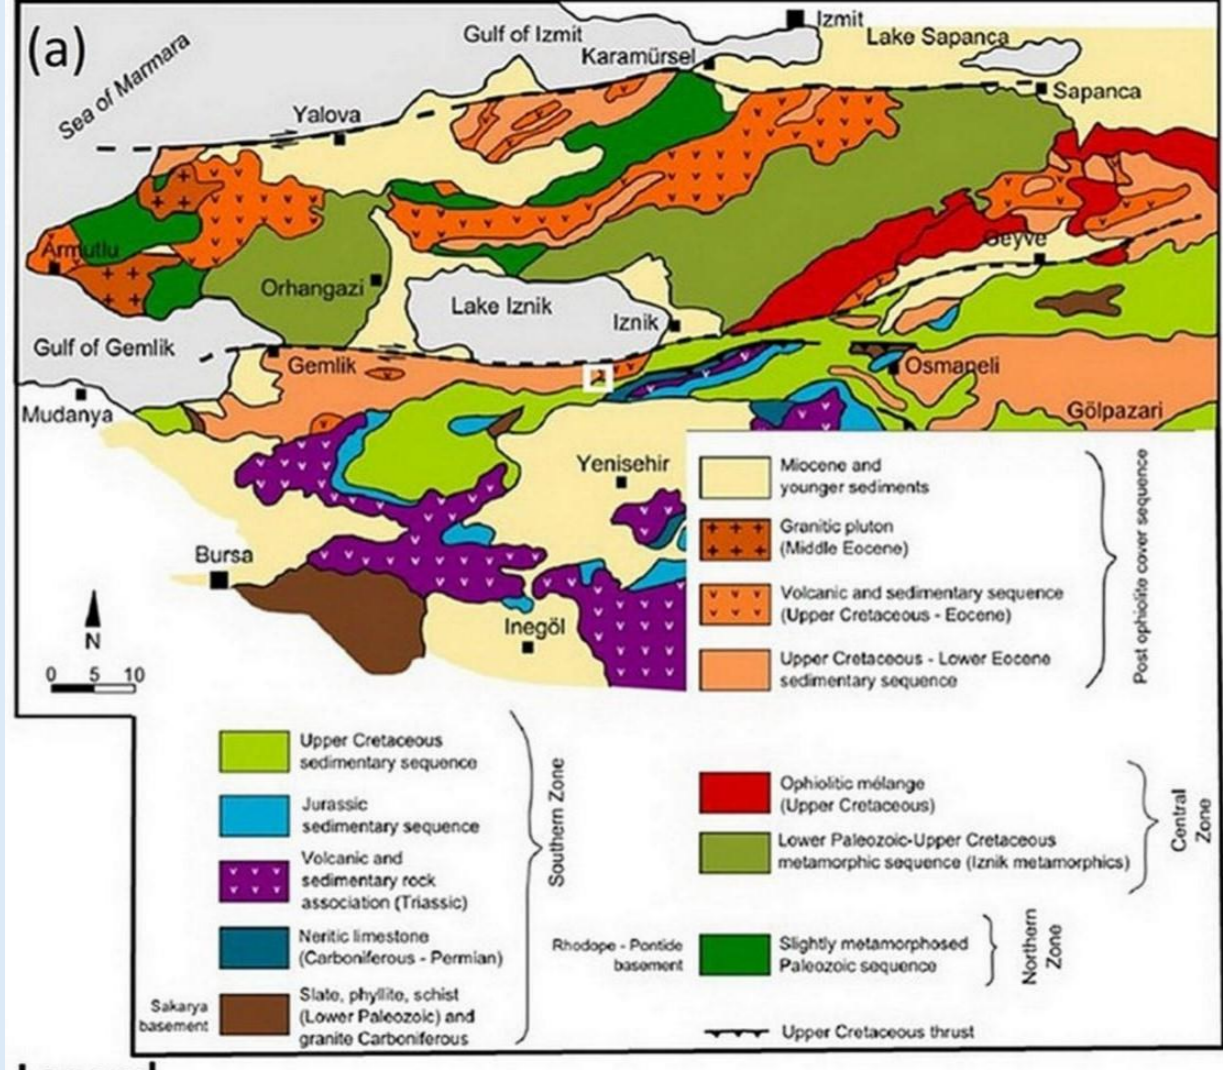 (a)
Sea of Marmara
Gulf of Izmit
Izmit
Lake Sapanca
Karamürsel
Sapanca
Yalova
Armutlu
Geyve
Orhangazi
Lake Iznik
Iznik
Gulf of Gemlik
Gemlik
Osmaneli
Mudanya
Gölpazari
Yenisehir
Bursa
Inegöl
N
0 5 10
Miocene and
younger sediments
Granitic pluton
(Middle Eocene)
Volcanic and sedimentary sequence
(Upper Cretaceous - Eocene)
Upper Cretaceous - Lower Eocene
sedimentary sequence
Post ophiolite cover sequence
Upper Cretaceous
sedimentary sequence
Jurassic
sedimentary sequence
Volcanic and
sedimentary rock
association (Triassic)
Neritic limestone
(Carboniferous - Permian)
Sakarya
basement
Slate, phyllite, schist
(Lower Paleozoic) and
granite Carboniferous
Southern Zone
Ophiolitic mélange
(Upper Cretaceous)
Lower Paleozoic-Upper Cretaceous
metamorphic sequence (Iznik metamorphics)
Central
Zone
Rhodope - Pontide
basement
Slightly metamorphosed
Paleozoic sequence
Northern
Zone
Upper Cretaceous thrust